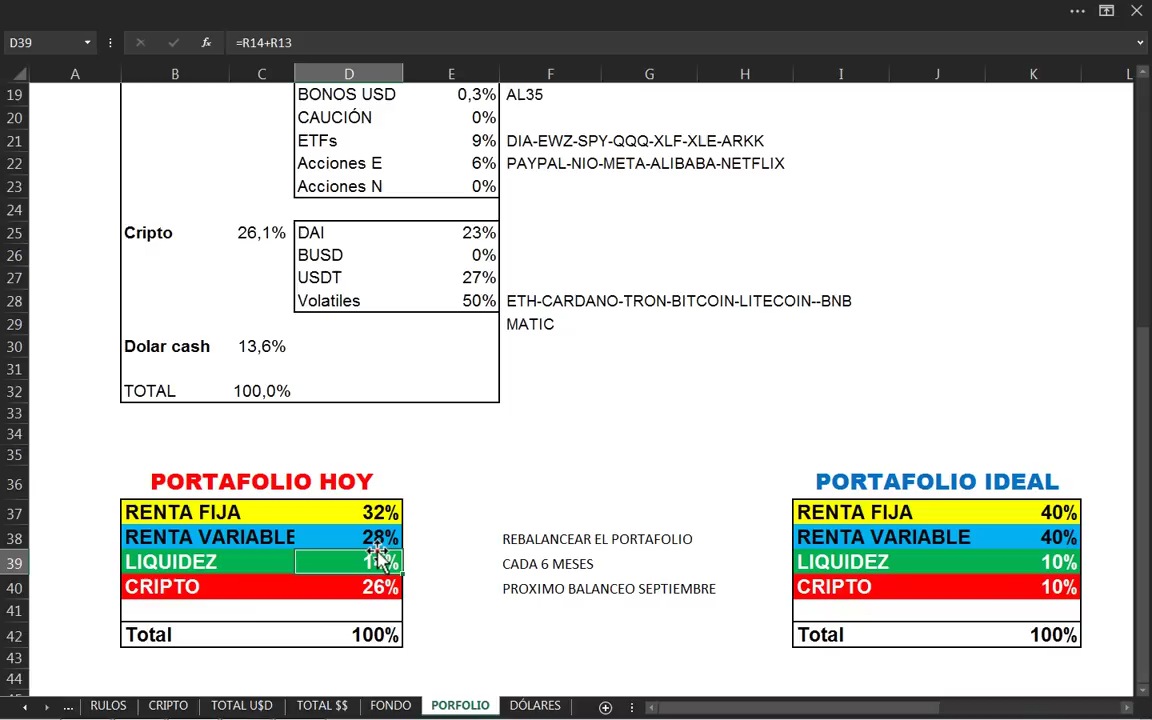 D39 fx =R14+R13
A B C D E F G H I J K L
19 BONOS USD 0,3% AL35
20 CAUCIÓN 0%
21 ETFs 9% DIA-EWZ-SPY-QQQ-XLF-XLE-ARKK
22 Acciones E 6% PAYPAL-NIO-META-ALIBABA-NETFLIX
23 Acciones N 0%
24
25 Cripto 26,1% DAI 23%
26 BUSD 0%
27 USDT 27%
28 Volatiles 50% ETH-CARDANO-TRON-BITCOIN-LITECOIN--BNB
29 MATIC
30 Dolar cash 13,6%
31
32 TOTAL 100,0%
33
34
35
36 PORTAFOLIO HOY PORTAFOLIO IDEAL
37 RENTA FIJA 32% RENTA FIJA 40%
38 RENTA VARIABLE 28% REBALANCEAR EL PORTAFOLIO RENTA VARIABLE 40%
39 LIQUIDEZ CADA 6 MESES LIQUIDEZ 10%
40 CRIPTO 26% PROXIMO BALANCEO SEPTIEMBRE CRIPTO 10%
41
42 Total 100% Total 100%
43
44
... RULOS CRIPTO TOTAL U$D TOTAL $$ FONDO PORFOLIO DÓLARES